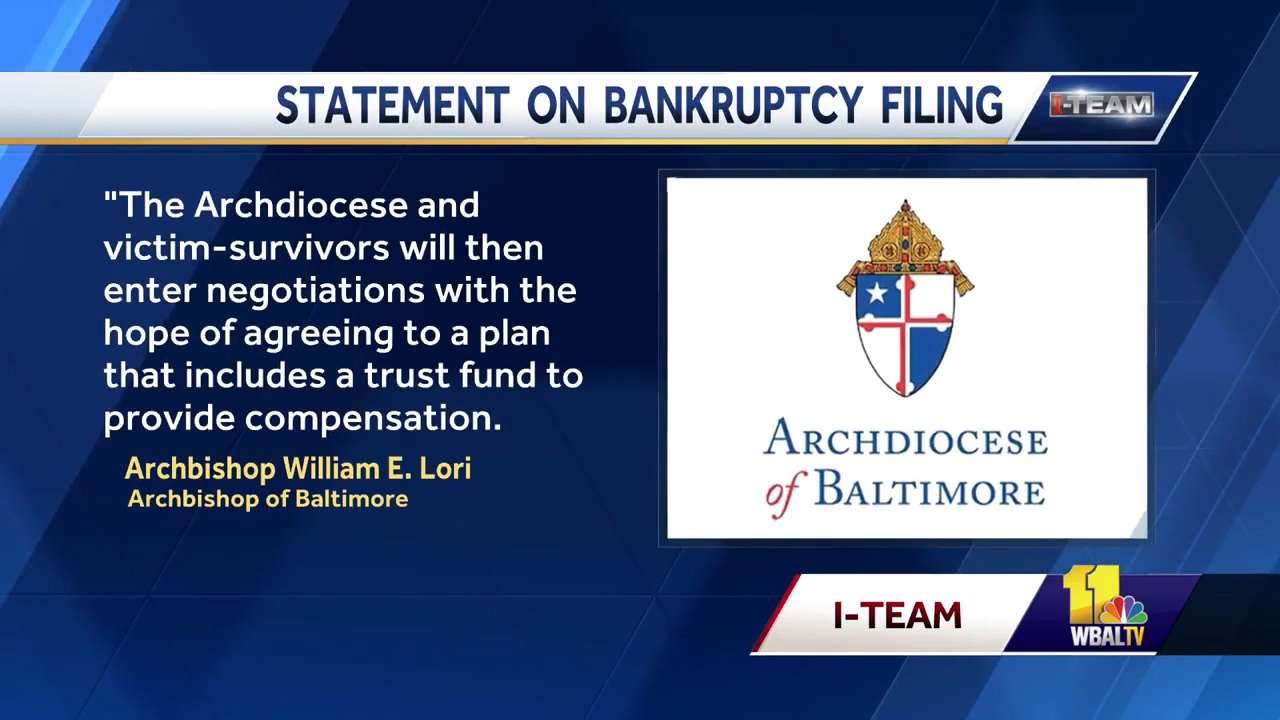 STATEMENT ON BANKRUPTCY FILING
I-TEAM
"The Archdiocese and
victim-survivors will then
enter negotiations with the
hope of agreeing to a plan
that includes a trust fund to
provide compensation.
Archbishop William E. Lori
Archbishop of Baltimore
ARCHDIOCESE
of BALTIMORE
I-TEAM
11
WBALTV